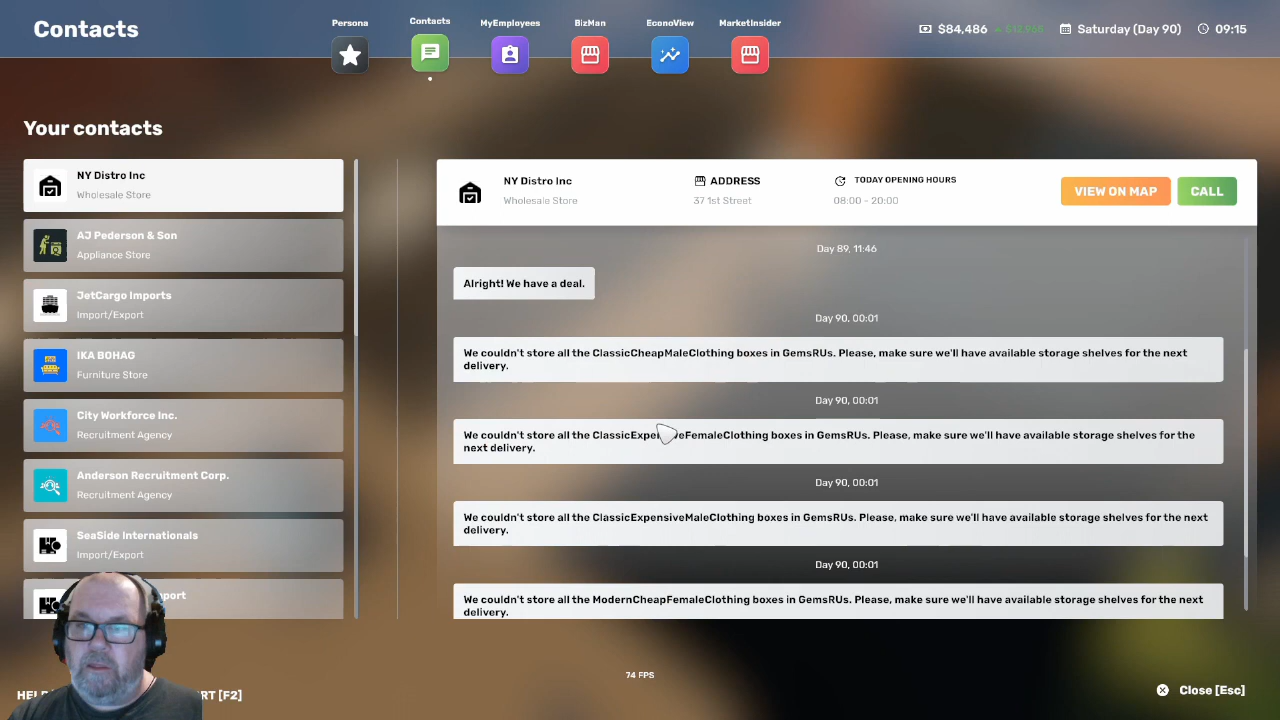 Contacts
Persona
Contacts
MyEmployees
BizMan
EconoView
MarketInsider
$84,486
Saturday (Day 90)
09:15
Your contacts
NY Distro Inc
Wholesale Store
AJ Pederson & Son
Appliance Store
JetCargo Imports
Import/Export
IKA BOHAG
Furniture Store
City Workforce Inc.
Recruitment Agency
Anderson Recruitment Corp.
Recruitment Agency
SeaSide Internationals
Import/Export
NY Distro Inc
Wholesale Store
ADDRESS
37 1st Street
TODAY OPENING HOURS
08:00 - 20:00
VIEW ON MAP
CALL
Day 89, 11:46
Alright! We have a deal.
Day 90, 00:01
We couldn't store all the ClassicCheapMaleClothing boxes in GemsRUs. Please, make sure we'll have available storage shelves for the next
delivery.
Day 90, 00:01
We couldn't store all the ClassicExpensiveFemaleClothing boxes in GemsRUs. Please, make sure we'll have available storage shelves for the
next delivery.
Day 90, 00:01
We couldn't store all the ClassicExpensiveMaleClothing boxes in GemsRUs. Please, make sure we'll have available storage shelves for the next
delivery.
Day 90, 00:01
We couldn't store all the ModernCheapFemaleClothing boxes in GemsRUs. Please, make sure we'll have available storage shelves for the next
delivery.
74 FPS
[F2]
Close [Esc]